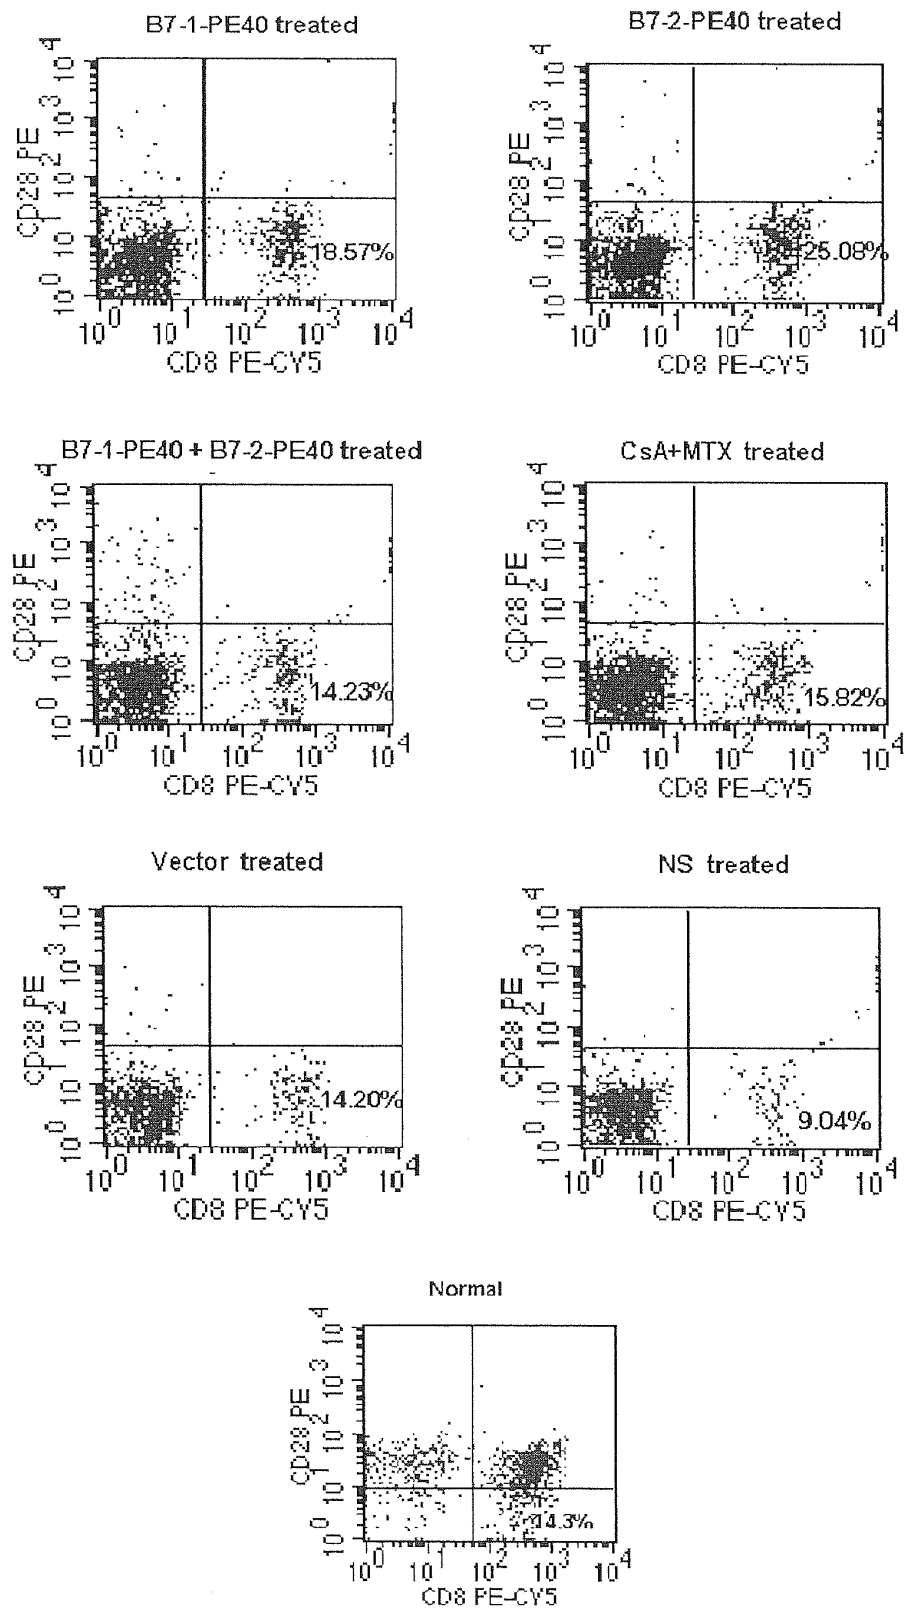 B7-1-PE40 treated
B7-2-PE40 treated
CD28 PE
10^0 10^1 10^2 10^3 10^4
18.57%
10^0 10^1 10^2 10^3 10^4
CD8 PE-CY5
CD28 PE
10^0 10^1 10^2 10^3 10^4
25.08%
10^0 10^1 10^2 10^3 10^4
CD8 PE-CY5
B7-1-PE40 + B7-2-PE40 treated
CsA+MTX treated
CD28 PE
10^0 10^1 10^2 10^3 10^4
14.23%
10^0 10^1 10^2 10^3 10^4
CD8 PE-CY5
CD28 PE
10^0 10^1 10^2 10^3 10^4
15.82%
10^0 10^1 10^2 10^3 10^4
CD8 PE-CY5
Vector treated
NS treated
CD28 PE
10^0 10^1 10^2 10^3 10^4
14.20%
10^0 10^1 10^2 10^3 10^4
CD8 PE-CY5
CD28 PE
10^0 10^1 10^2 10^3 10^4
9.04%
10^0 10^1 10^2 10^3 10^4
CD8 PE-CY5
Normal
CD28 PE
10^0 10^1 10^2 10^3 10^4
14.3%
10^0 10^1 10^2 10^3 10^4
CD8 PE-CY5